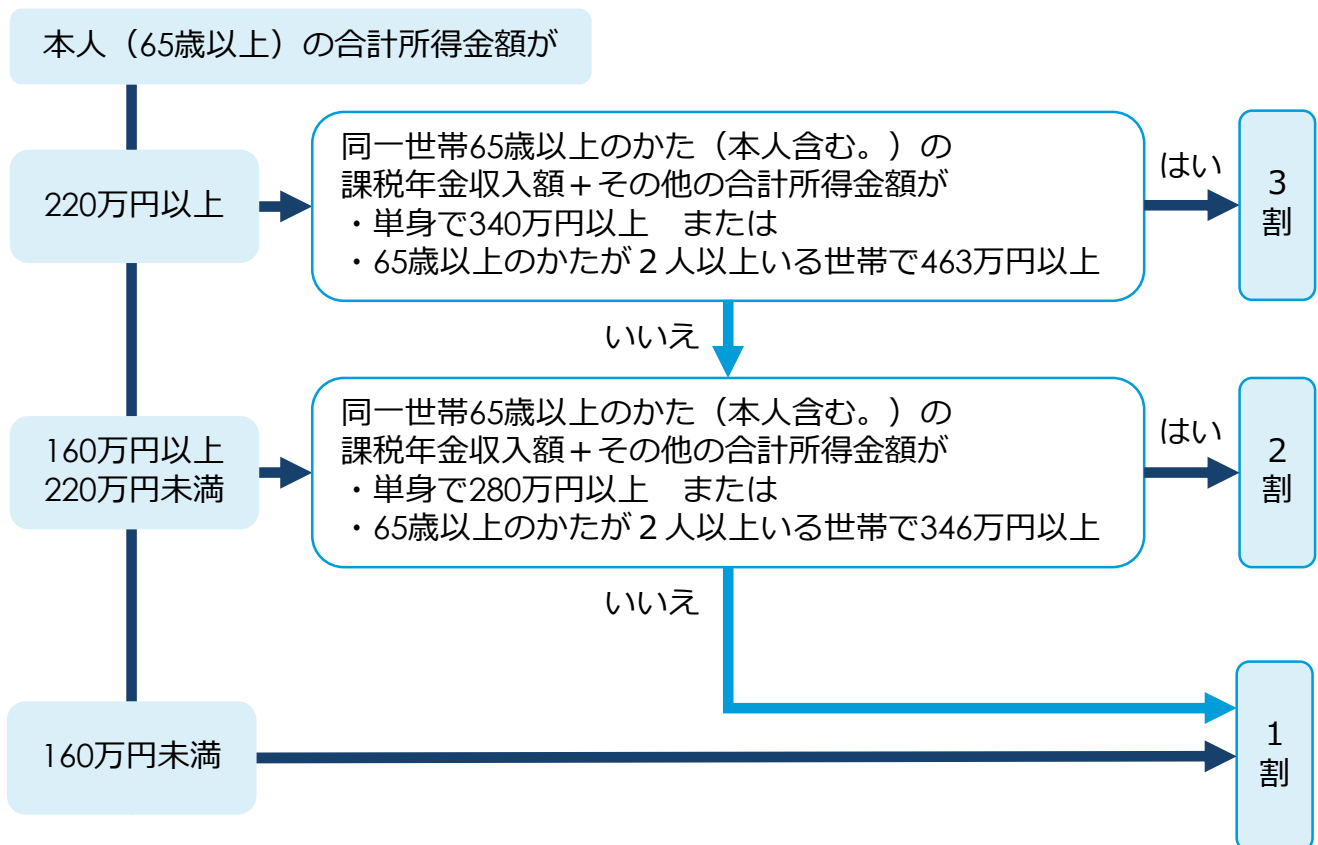 本人（65歳以上）の合計所得金額が
220万円以上
同一世帯65歳以上のかた（本人含む。）の
課税年金収入額＋その他の合計所得金額が
・単身で340万円以上　または
・65歳以上のかたが２人以上いる世帯で463万円以上
はい
３
割
いいえ
160万円以上
220万円未満
同一世帯65歳以上のかた（本人含む。）の
課税年金収入額＋その他の合計所得金額が
・単身で280万円以上　または
・65歳以上のかたが２人以上いる世帯で346万円以上
はい
２
割
いいえ
160万円未満
１
割